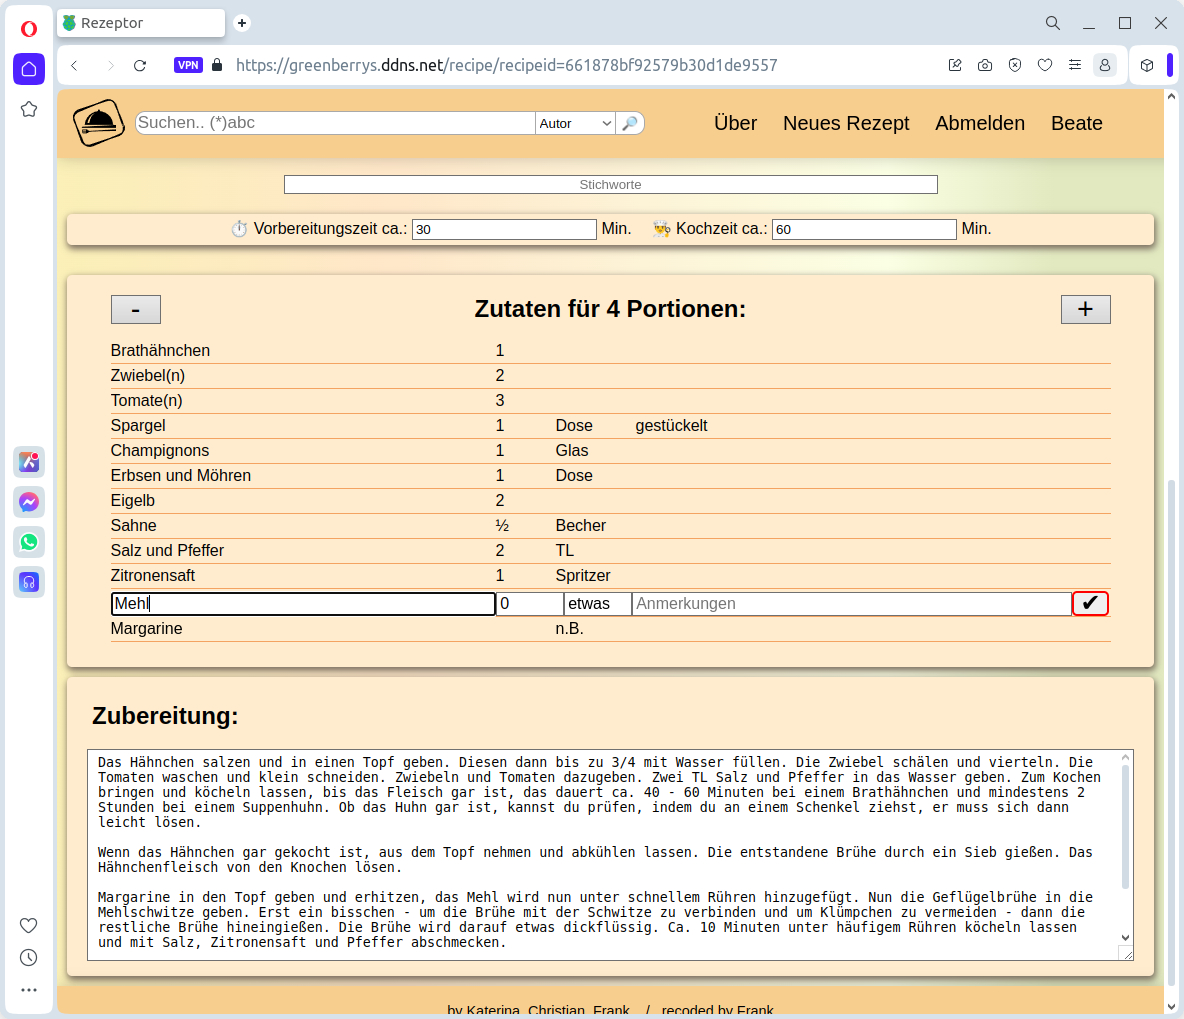 Rezeptor
VPN
https://greenberrys.ddns.net/recipe/recipeid=661878bf92579b30d1de9557
Suchen.. (*)abc
Autor
Über
Neues Rezept
Abmelden
Beate
Stichworte
Vorbereitungszeit ca.: 30 Min.
Kochzeit ca.: 60 Min.
-
Zutaten für 4 Portionen:
+
Brathähnchen 1
Zwiebel(n) 2
Tomate(n) 3
Spargel 1 Dose gestückelt
Champignons 1 Glas
Erbsen und Möhren 1 Dose
Eigelb 2
Sahne ½ Becher
Salz und Pfeffer 2 TL
Zitronensaft 1 Spritzer
Mehl 0 etwas Anmerkungen ✔
Margarine n.B.
Zubereitung:
Das Hähnchen salzen und in einen Topf geben. Diesen dann bis zu 3/4 mit Wasser füllen. Die Zwiebel schälen und vierteln. Die
Tomaten waschen und klein schneiden. Zwiebeln und Tomaten dazugeben. Zwei TL Salz und Pfeffer in das Wasser geben. Zum Kochen
bringen und köcheln lassen, bis das Fleisch gar ist, das dauert ca. 40 - 60 Minuten bei einem Brathähnchen und mindestens 2
Stunden bei einem Suppenhuhn. Ob das Huhn gar ist, kannst du prüfen, indem du an einem Schenkel ziehst, er muss sich dann
leicht lösen.
Wenn das Hähnchen gar gekocht ist, aus dem Topf nehmen und abkühlen lassen. Die entstandene Brühe durch ein Sieb gießen. Das
Hähnchenfleisch von den Knochen lösen.
Margarine in den Topf geben und erhitzen, das Mehl wird nun unter schnellem Rühren hinzugefügt. Nun die Geflügelbrühe in die
Mehlschwitze geben. Erst ein bisschen - um die Brühe mit der Schwitze zu verbinden und um Klümpchen zu vermeiden - dann die
restliche Brühe hineingießen. Die Brühe wird darauf etwas dickflüssig. Ca. 10 Minuten unter häufigem Rühren köcheln lassen
und mit Salz, Zitronensaft und Pfeffer abschmecken.
by Katerina, Christian, Frank / recoded by Frank